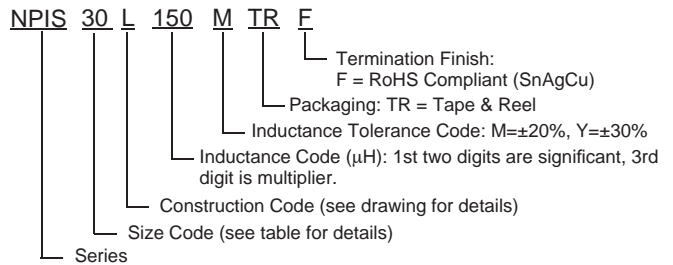 NPIS 30 L 150 M TR F
Termination Finish:
F = RoHS Compliant (SnAgCu)
Packaging: TR = Tape & Reel
Inductance Tolerance Code: M=±20%, Y=±30%
Inductance Code (μH): 1st two digits are significant, 3rd
digit is multiplier.
Construction Code (see drawing for details)
Size Code (see table for details)
Series